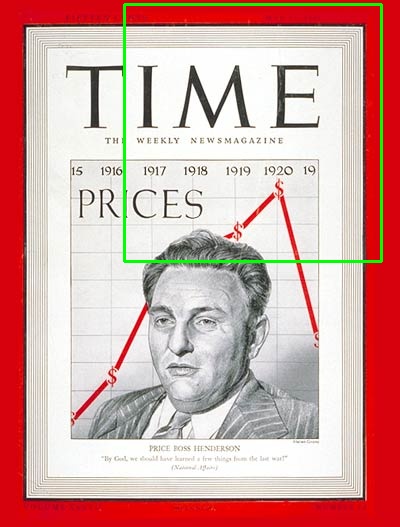 TIME
THE WEEKLY NEWSMAGAZINE
15 1916 1917 1918 1919 1920 19
PRICES
$
$
$
$
$
PRICE BOSS HENDERSON
"By God, we should have learned a few things from the last war!"
(National Affairs)